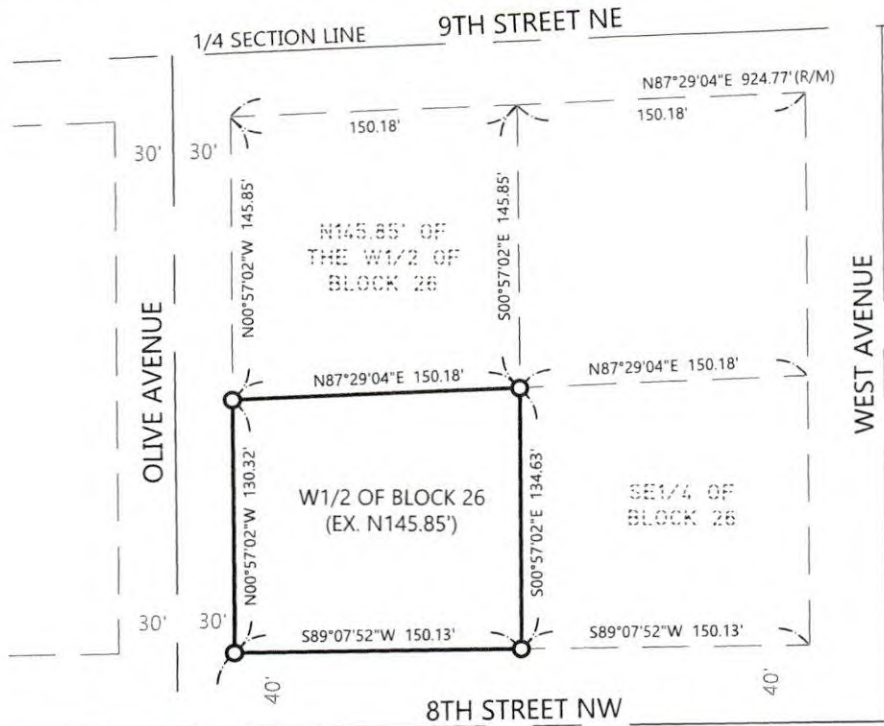 9TH STREET NE
1/4 SECTION LINE
N87°29'04"E 924.77' (R/M)
150.18'
150.18'
30'
30'
N00°57'02"W 145.85'
S00°57'02"E 145.85'
N145.85' OF
THE W1/2 OF
BLOCK 26
OLIVE AVENUE
WEST AVENUE
N87°29'04"E 150.18'
N87°29'04"E 150.18'
N00°57'02"W 130.32'
W1/2 OF BLOCK 26
(EX. N145.85')
S00°57'02"E 134.63'
SE1/4 OF
BLOCK 26
30'
30'
S89°07'52"W 150.13'
S89°07'52"W 150.13'
40'
40'
8TH STREET NW